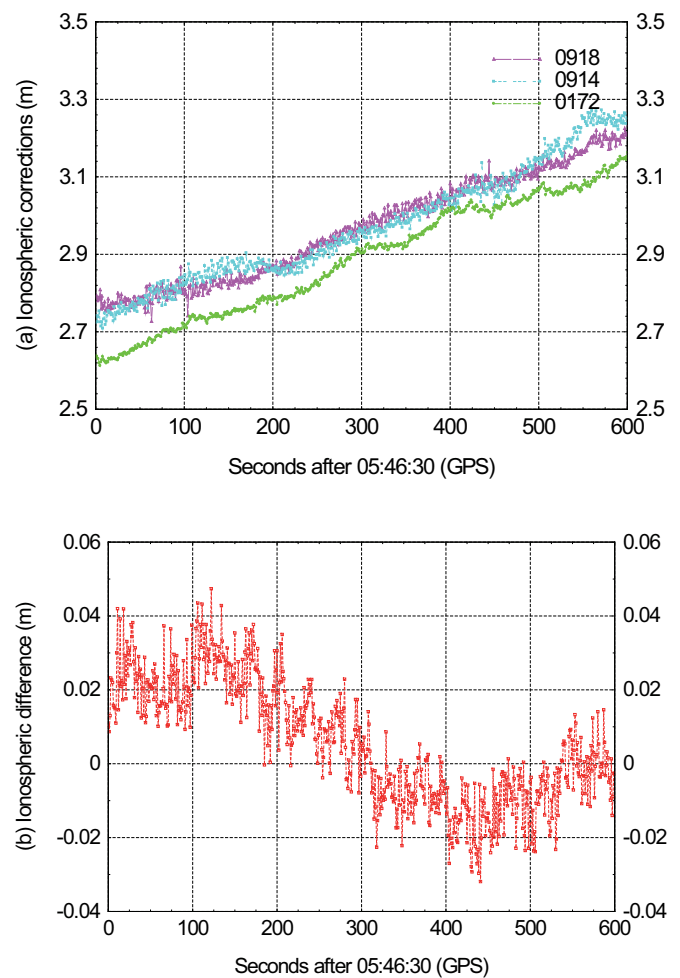 3.5 3.5
0918
0914
3.3 3.3
0172
3.1 3.1
2.9 2.9
2.7 2.7
2.5 2.5
(a) Ionospheric corredions (m)
0 100 200 300 400 500 600
Seconds after 05:46:30 (GPS)
0.06 0.06
0.04 0.04
0.02 0.02
0 0
-0.02 -0.02
-0.04 -0.04
(b) Ionospheric difference (m)
0 100 200 300 400 500 600
Seconds after 05:46:30 (GPS)